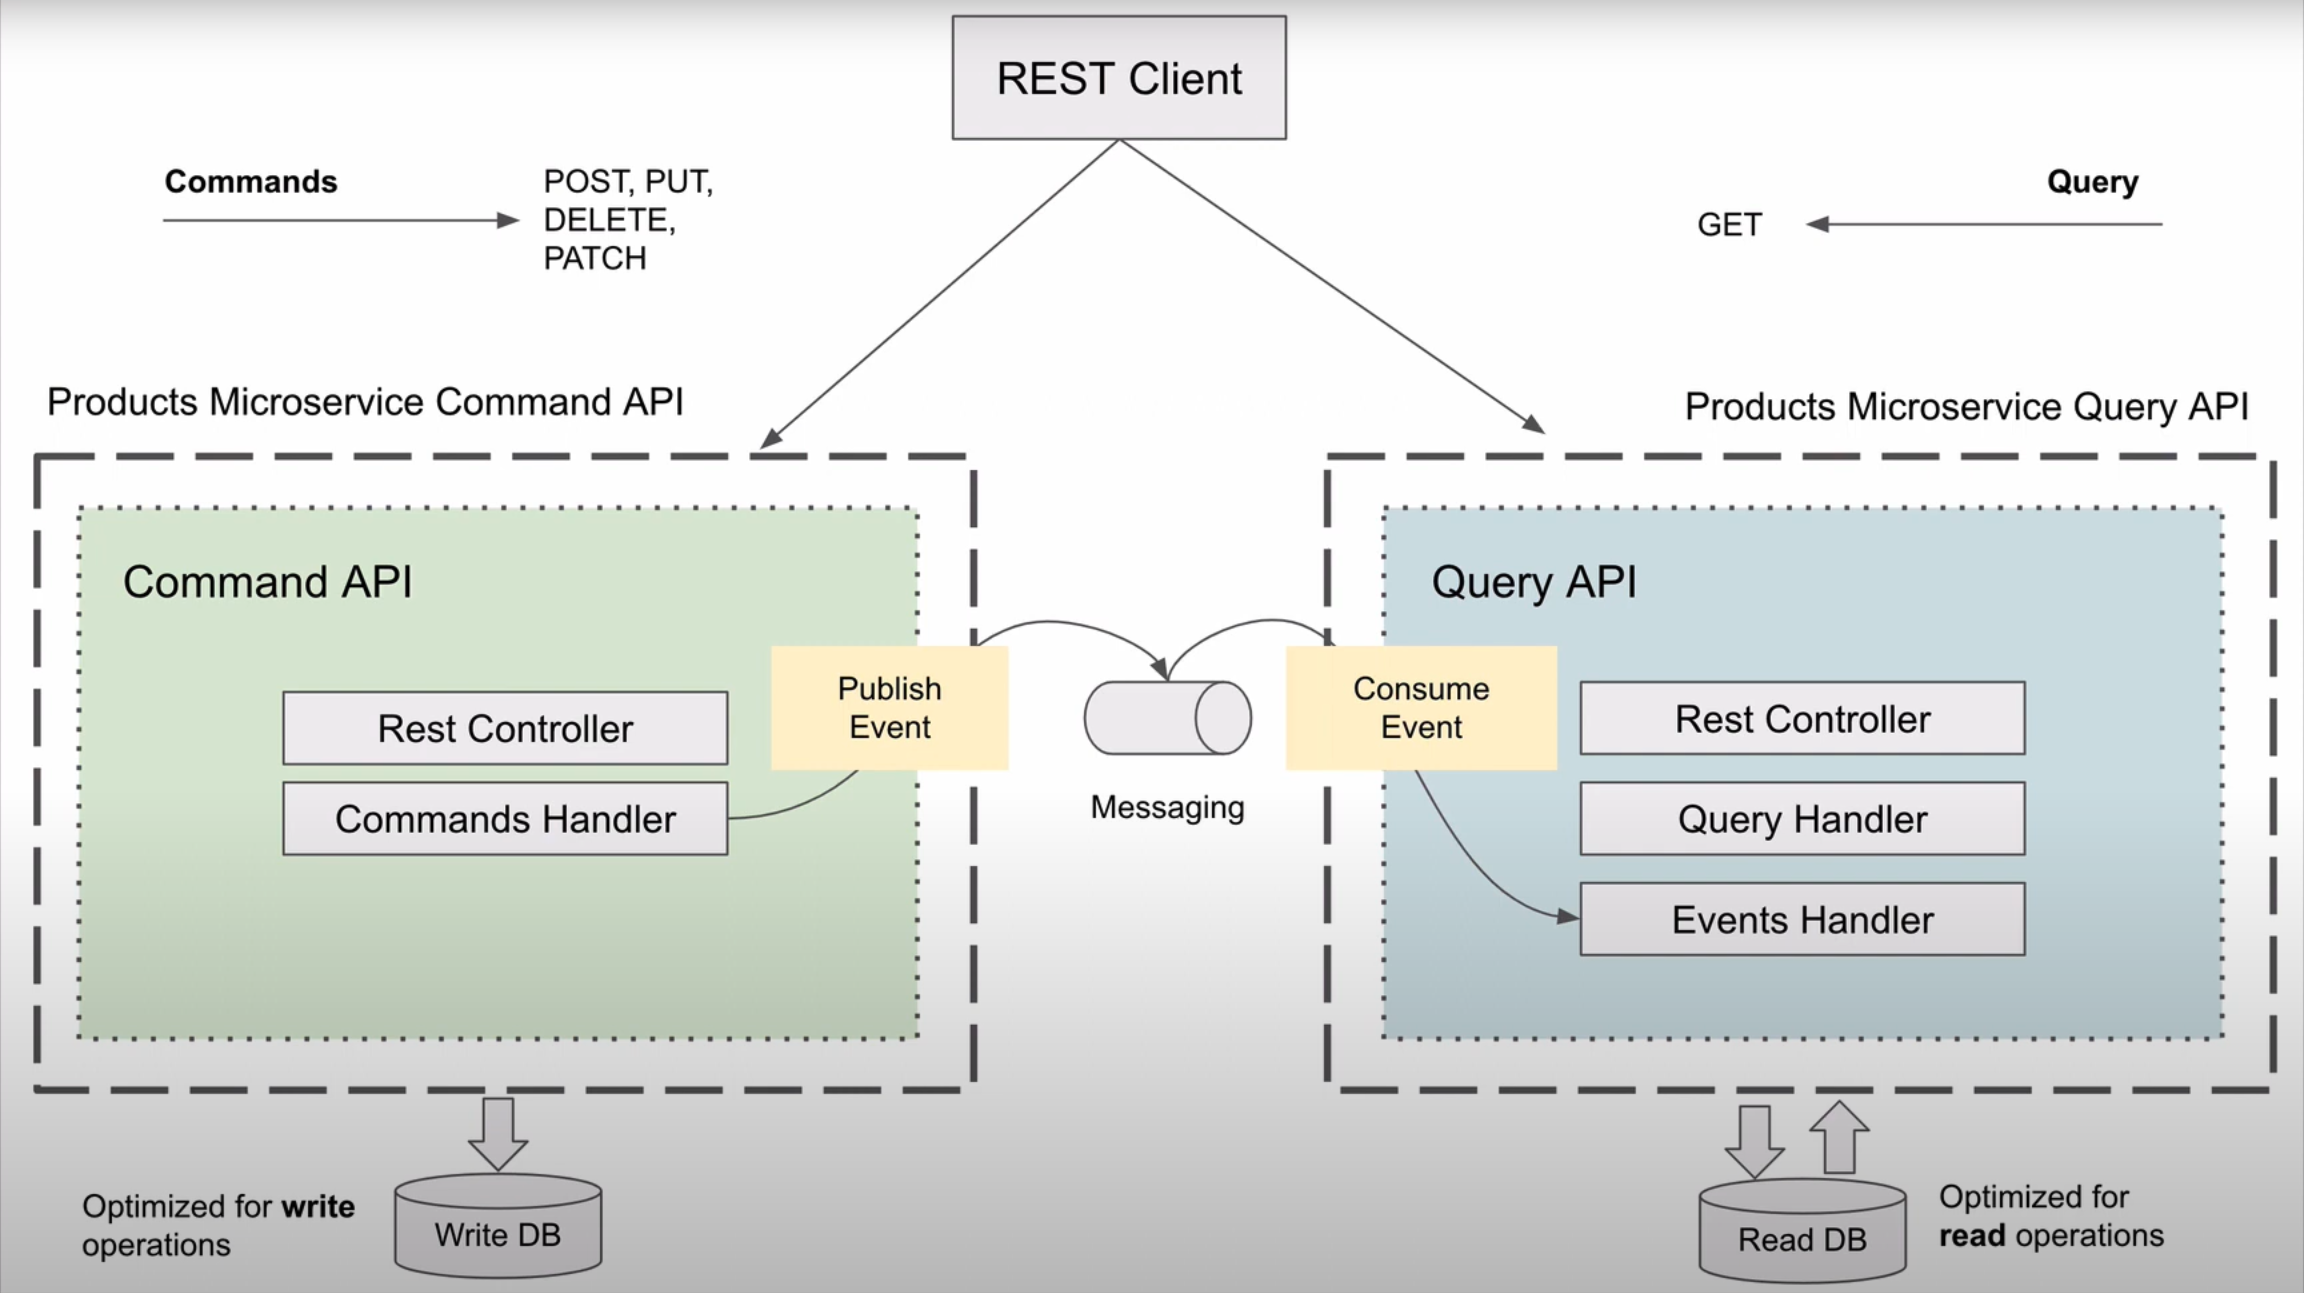 REST Client
Commands
POST, PUT,
DELETE,
PATCH
Query
GET
Products Microservice Command API
Products Microservice Query API
Command API
Rest Controller
Commands Handler
Publish
Event
Messaging
Consume
Event
Query API
Rest Controller
Query Handler
Events Handler
Optimized for write
operations
Write DB
Read DB
Optimized for
read operations